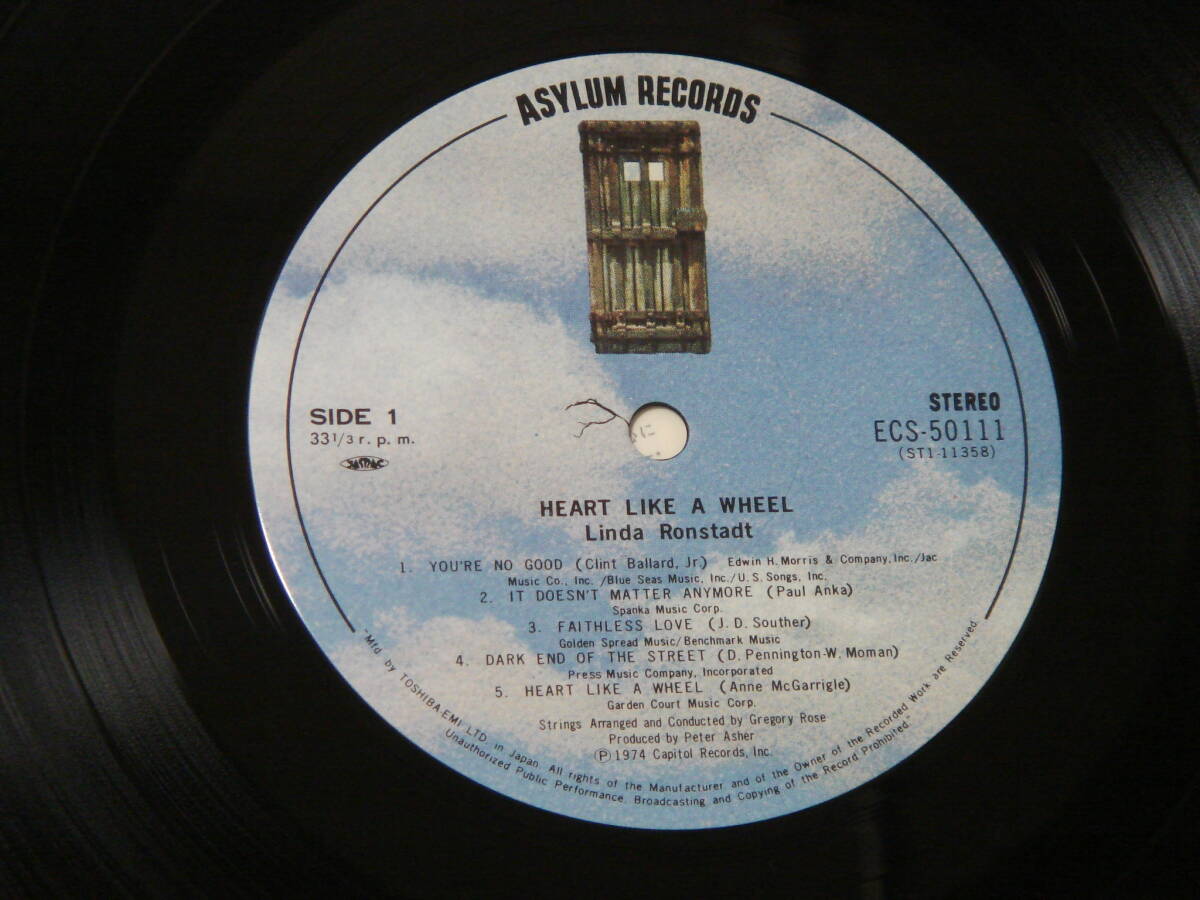 ASYLUM RECORDS
SIDE 1
33 1/3 r. p. m.
JASRAC
STEREO
ECS-50111
(ST1-11358)
HEART LIKE A WHEEL
Linda Ronstadt
1. YOU'RE NO GOOD (Clint Ballard, Jr) Edwin H. Morris & Company, Inc./Jac
Music Co., Inc. /Blue Seas Music, Inc./U. S. Songs, Inc.
2. IT DOESN'T MATTER ANYMORE (Paul Anka)
Spanka Music Corp.
3. FAITHLESS LOVE (J. D. Souther)
Golden Spread Music/Benchmark Music
4. DARK END OF THE STREET (D. Pennington-W. Moman)
Press Music Company, Incorporated
5. HEART LIKE A WHEEL (Anne McGarrigle)
Garden Court Music Corp.
Strings Arranged and Conducted by Gregory Rose
Produced by Peter Asher
Ⓟ 1974 Capitol Records, Inc.
"Mfd. by TOSHIBA-EMI LTD. in Japan. All rights of the Manufacturer and of the Owner of the Recorded Work are Reserved.
Unauthorized Public Performance, Broadcasting and Copying of the Record Prohibited."